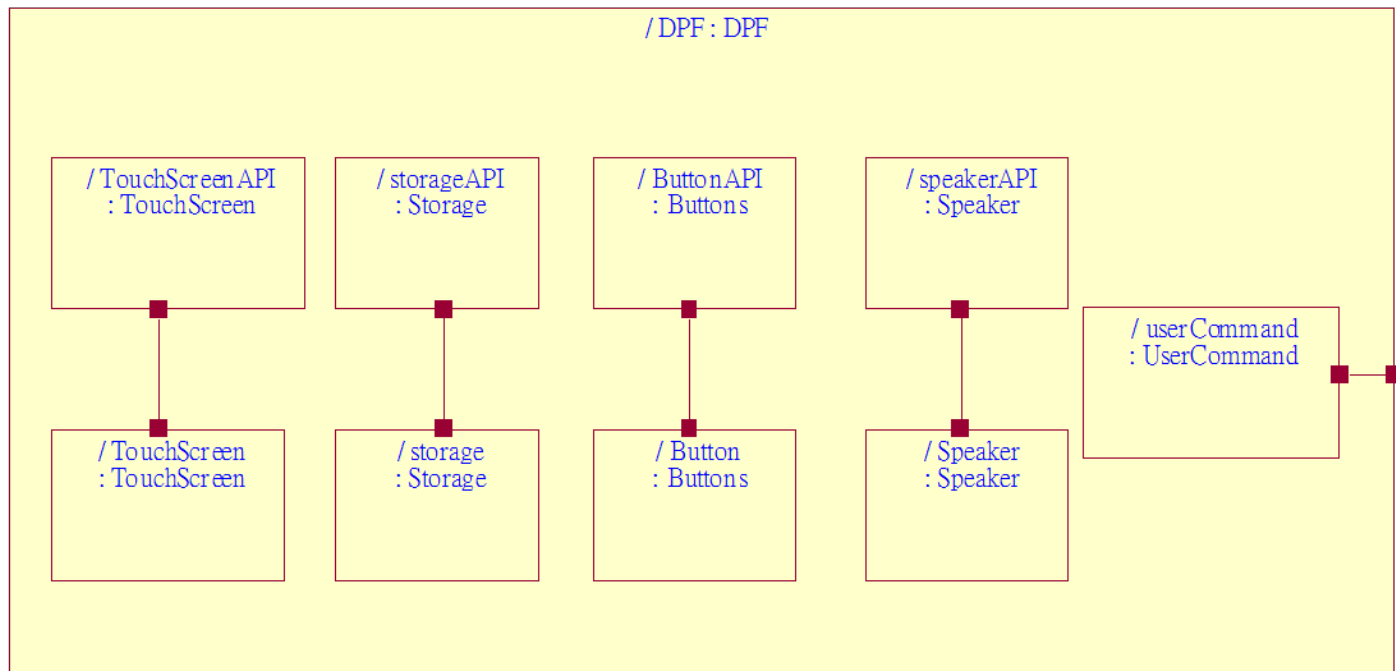 / DPF : DPF
/ TouchScreenAPI
: TouchScreen
/ storageAPI
: Storage
/ ButtonAPI
: Buttons
/ speakerAPI
: Speaker
/ userCommand
: UserCommand
/ TouchScreen
: TouchScreen
/ storage
: Storage
/ Button
: Buttons
/ Speaker
: Speaker